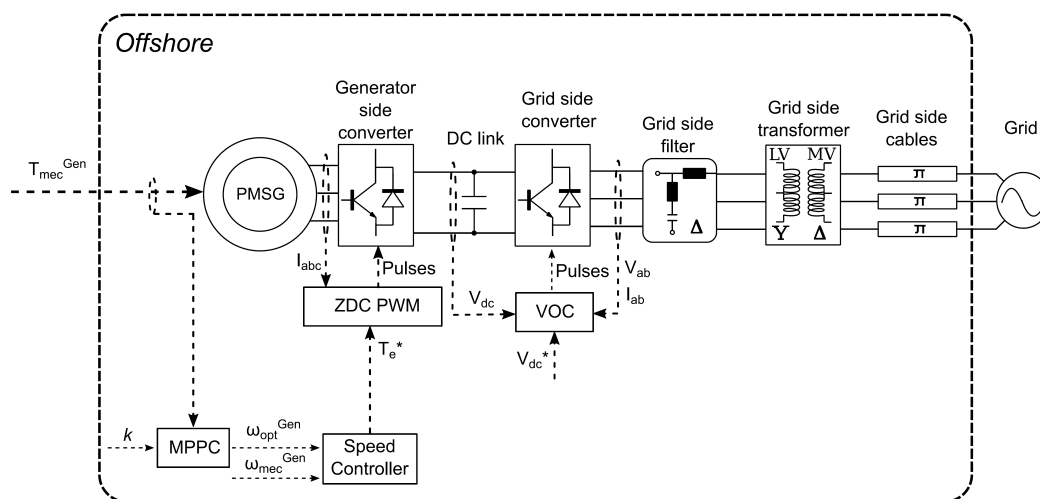 Offshore
Generator
side
converter
Grid side
converter
DC link
Grid side
filter
Grid side
transformer
Grid side
cables
Grid
T_mec^Gen
PMSG
LV MV
π
π
π
Δ
Y Δ
I_abc
Pulses
V_dc
Pulses
V_ab
I_ab
ZDC PWM
VOC
T_e*
V_dc*
k
MPPC
ω_opt^Gen
ω_mec^Gen
Speed
Controller